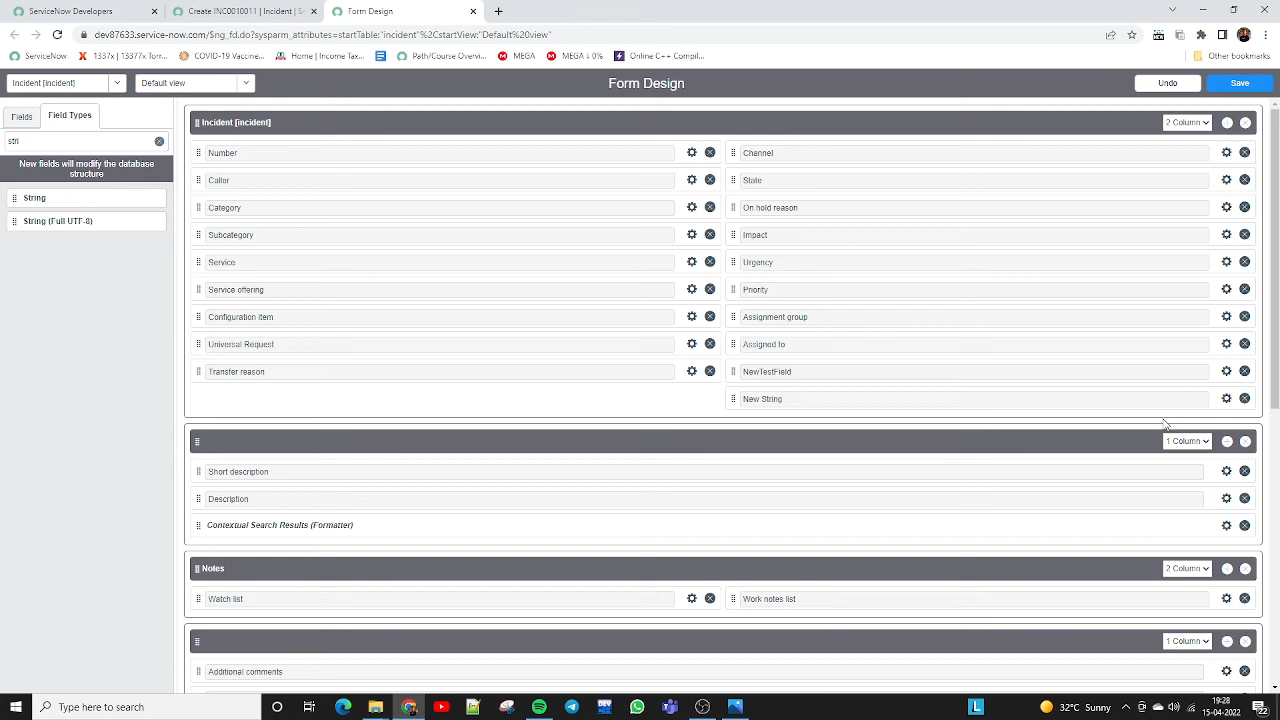 ServiceNow Developers
Create INC0010011 | Incident | S
Form Design
dev87633.service-now.com/$ng_fd.do?sysparm_attributes=startTable:"incident"%2CstartView:"Default%20view"
ServiceNow
1337x | 13377x Torr...
COVID-19 Vaccine...
Home | Income Tax...
Path/Course Overvi...
MEGA
MEGA ↓0%
Online C++ Compil...
Other bookmarks
Incident [incident]
Default view
Form Design
Undo
Save
Fields
Field Types
stri
New fields will modify the database
structure
String
String (Full UTF-8)
Incident [incident]
2 Column
Number
Channel
Caller
State
Category
On hold reason
Subcategory
Impact
Service
Urgency
Service offering
Priority
Configuration item
Assignment group
Universal Request
Assigned to
Transfer reason
NewTestField
New String
1 Column
Short description
Description
Contextual Search Results (Formatter)
Notes
2 Column
Watch list
Work notes list
1 Column
Additional comments
Type here to search
L
32°C Sunny
19:28
15-04-2022